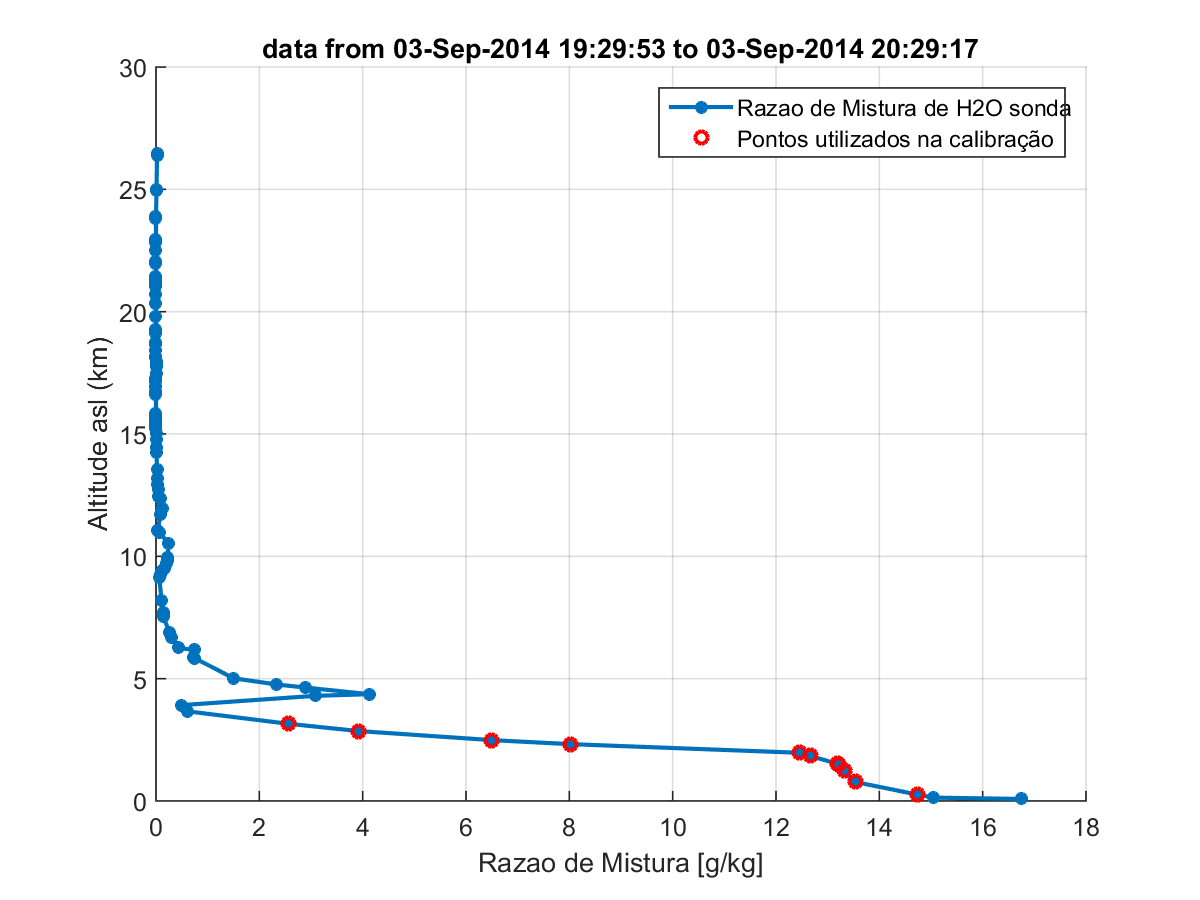 data from 03-Sep-2014 19:29:53 to 03-Sep-2014 20:29:17
Razao de Mistura de H2O sonda
Pontos utilizados na calibração
Altitude asl (km)
30
25
20
15
10
5
0
0 2 4 6 8 10 12 14 16 18
Razao de Mistura [g/kg]